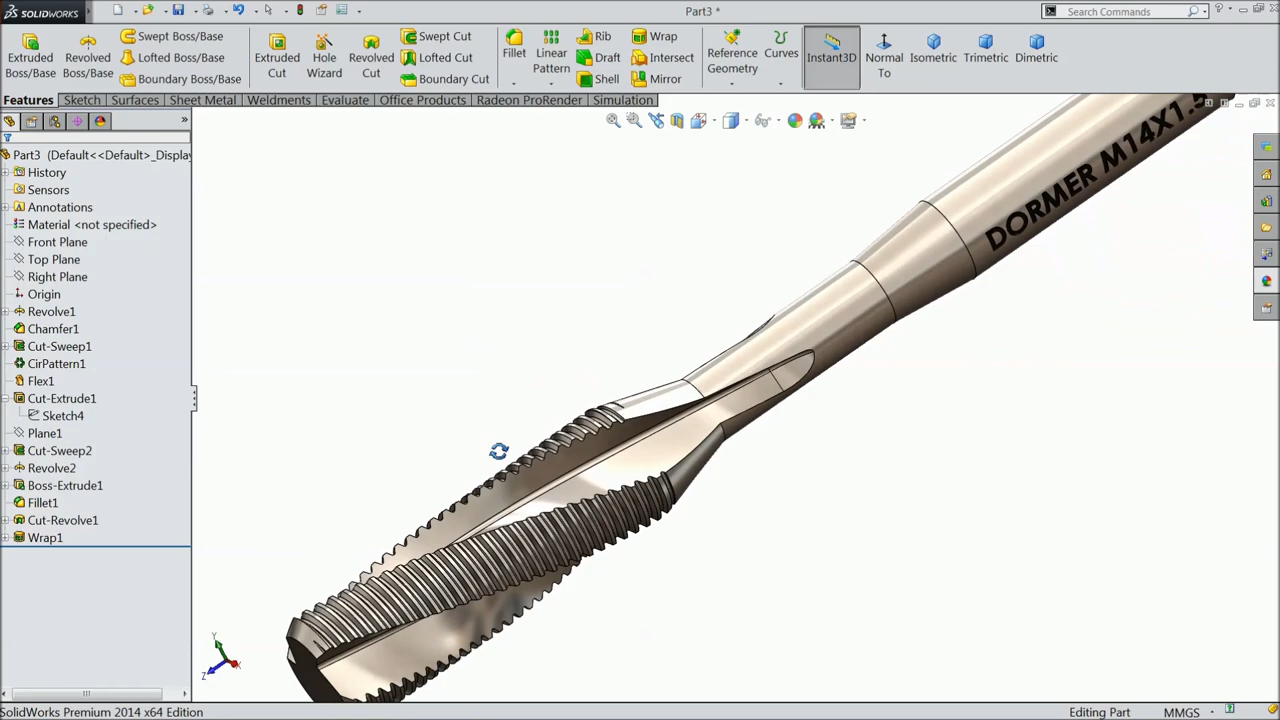 SOLIDWORKS
Part3 *
Search Commands
Extruded Boss/Base
Revolved Boss/Base
Swept Boss/Base
Lofted Boss/Base
Boundary Boss/Base
Extruded Cut
Hole Wizard
Revolved Cut
Swept Cut
Lofted Cut
Boundary Cut
Fillet
Linear Pattern
Rib
Draft
Shell
Wrap
Intersect
Mirror
Reference Geometry
Curves
Instant3D
Normal To
Isometric
Trimetric
Dimetric
Features
Sketch
Surfaces
Sheet Metal
Weldments
Evaluate
Office Products
Radeon ProRender
Simulation
Part3 (Default<<Default>_Display
History
Sensors
Annotations
Material <not specified>
Front Plane
Top Plane
Right Plane
Origin
Revolve1
Chamfer1
Cut-Sweep1
CirPattern1
Flex1
Cut-Extrude1
Sketch4
Plane1
Cut-Sweep2
Revolve2
Boss-Extrude1
Fillet1
Cut-Revolve1
Wrap1
DORMER M14X1.5
Y
X
Z
SolidWorks Premium 2014 x64 Edition
Editing Part
MMGS